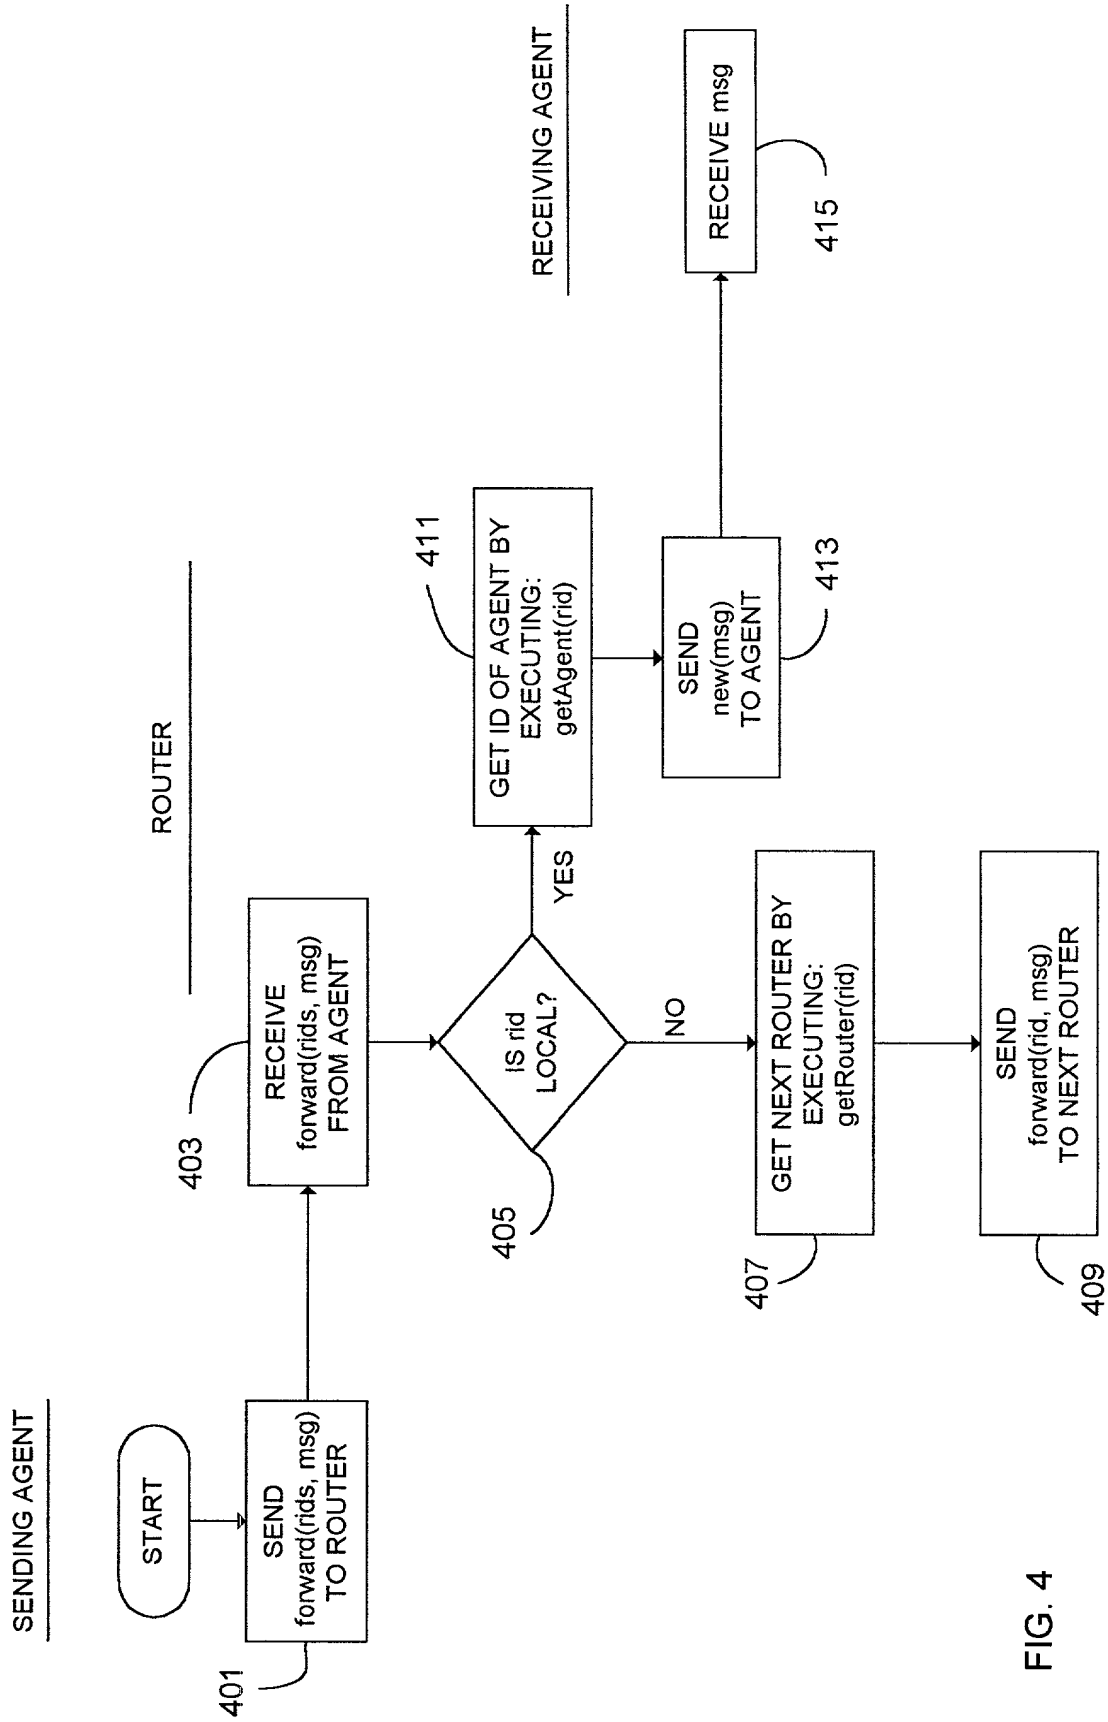 SENDING AGENT
ROUTER
RECEIVING AGENT
START
401
SEND
forward(rids, msg)
TO ROUTER
403
RECEIVE
forward(rids, msg)
FROM AGENT
405
IS rid
LOCAL?
YES
NO
411
GET ID OF AGENT BY
EXECUTING:
getAgent(rid)
SEND
new(msg)
TO AGENT
413
RECEIVE msg
415
407
GET NEXT ROUTER BY
EXECUTING:
getRouter(rid)
409
SEND
forward(rid, msg)
TO NEXT ROUTER
FIG. 4